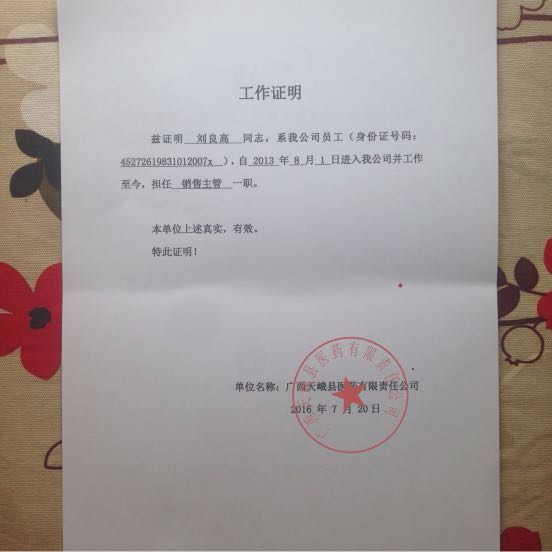 工作证明
兹证明 刘良高 同志，系我公司员工（身份证号码：
45272619831012007x ），自 2013 年 8 月 1 日进入我公司并工作
至今，担任 销售主管 一职。
本单位上述真实，有效。
特此证明！
单位名称：广西天峨县医药有限责任公司
2016 年 7 月 20 日
广西天峨县医药有限责任公司